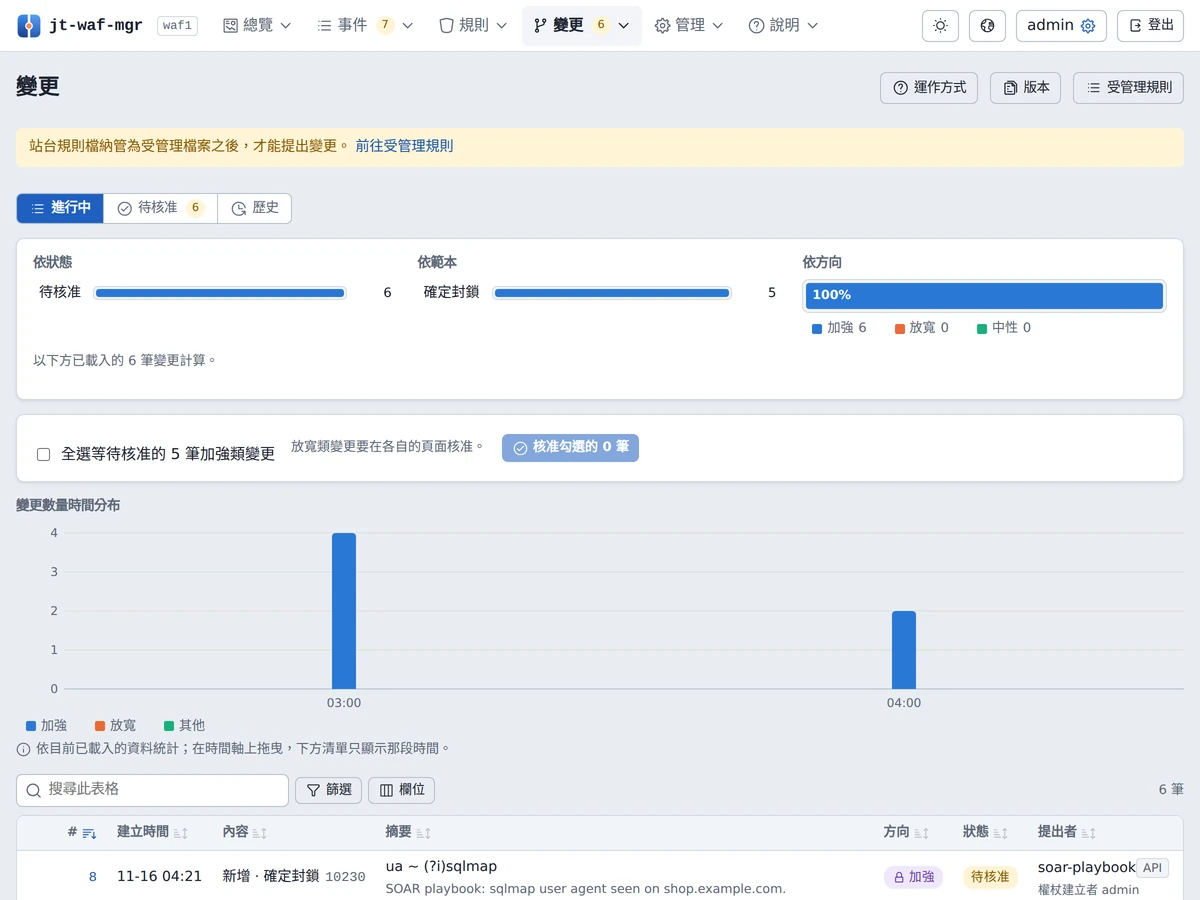 jt-waf-mgr waf1 總覽 事件 7 規則 變更 6 管理 說明 admin 登出
變更 運作方式 版本 受管理規則
站台規則檔納管為受管理檔案之後，才能提出變更。 前往受管理規則
進行中 待核准 6 歷史
依狀態 依範本 依方向
待核准 6 確定封鎖 5 100%
加強 6 放寬 0 中性 0
以下方已載入的 6 筆變更計算。
全選等待核准的 5 筆加強類變更 放寬類變更要在各自的頁面核准。 核准勾選的 0 筆
變更數量時間分布
4
3
2
1
0
03:00 04:00
加強 放寬 其他
依目前已載入的資料統計；在時間軸上拖曳，下方清單只顯示那段時間。
搜尋此表格 篩選 欄位 6 筆
# 建立時間 內容 摘要 方向 狀態 提出者
8 11-16 04:21 新增 · 確定封鎖 10230 ua ~ (?i)sqlmap 加強 待核准 soar-playbook API
SOAR playbook: sqlmap user agent seen on shop.example.com. 權杖建立者 admin